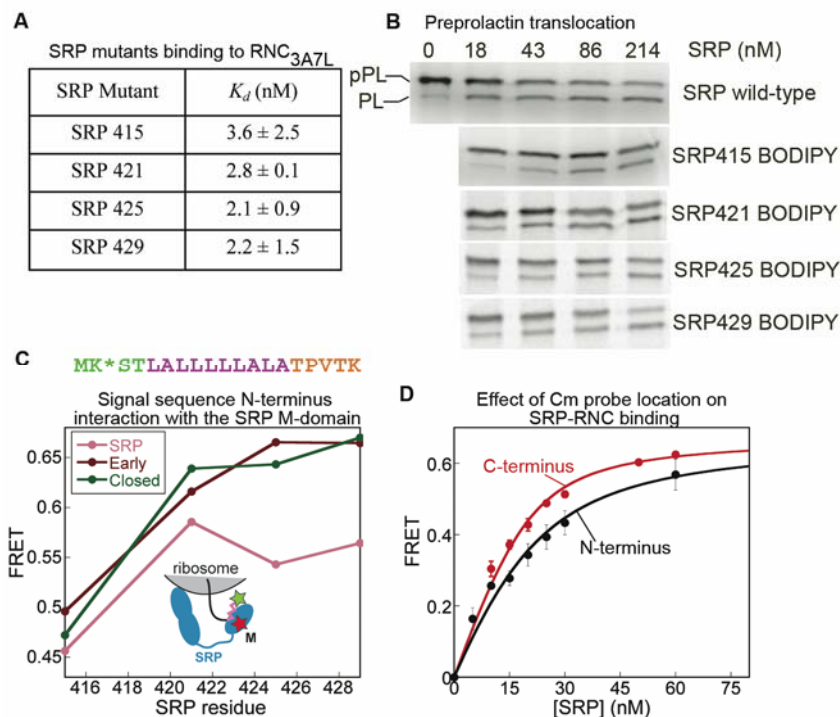 A
SRP mutants binding to RNC3A7L
SRP Mutant Kd (nM)
SRP 415 3.6 ± 2.5
SRP 421 2.8 ± 0.1
SRP 425 2.1 ± 0.9
SRP 429 2.2 ± 1.5
B
Preprolactin translocation
0 18 43 86 214 SRP (nM)
pPL
PL
SRP wild-type
SRP415 BODIPY
SRP421 BODIPY
SRP425 BODIPY
SRP429 BODIPY
C
MK*STLALLLLLLALATPVTK
Signal sequence N-terminus
interaction with the SRP M-domain
SRP
Early
Closed
0.65
0.6
0.55
0.5
0.45
FRET
ribosome
M
SRP
416 418 420 422 424 426 428
SRP residue
D
Effect of Cm probe location on
SRP-RNC binding
C-terminus
N-terminus
0.6
0.4
0.2
0
FRET
0 15 30 45 60 75
[SRP] (nM)